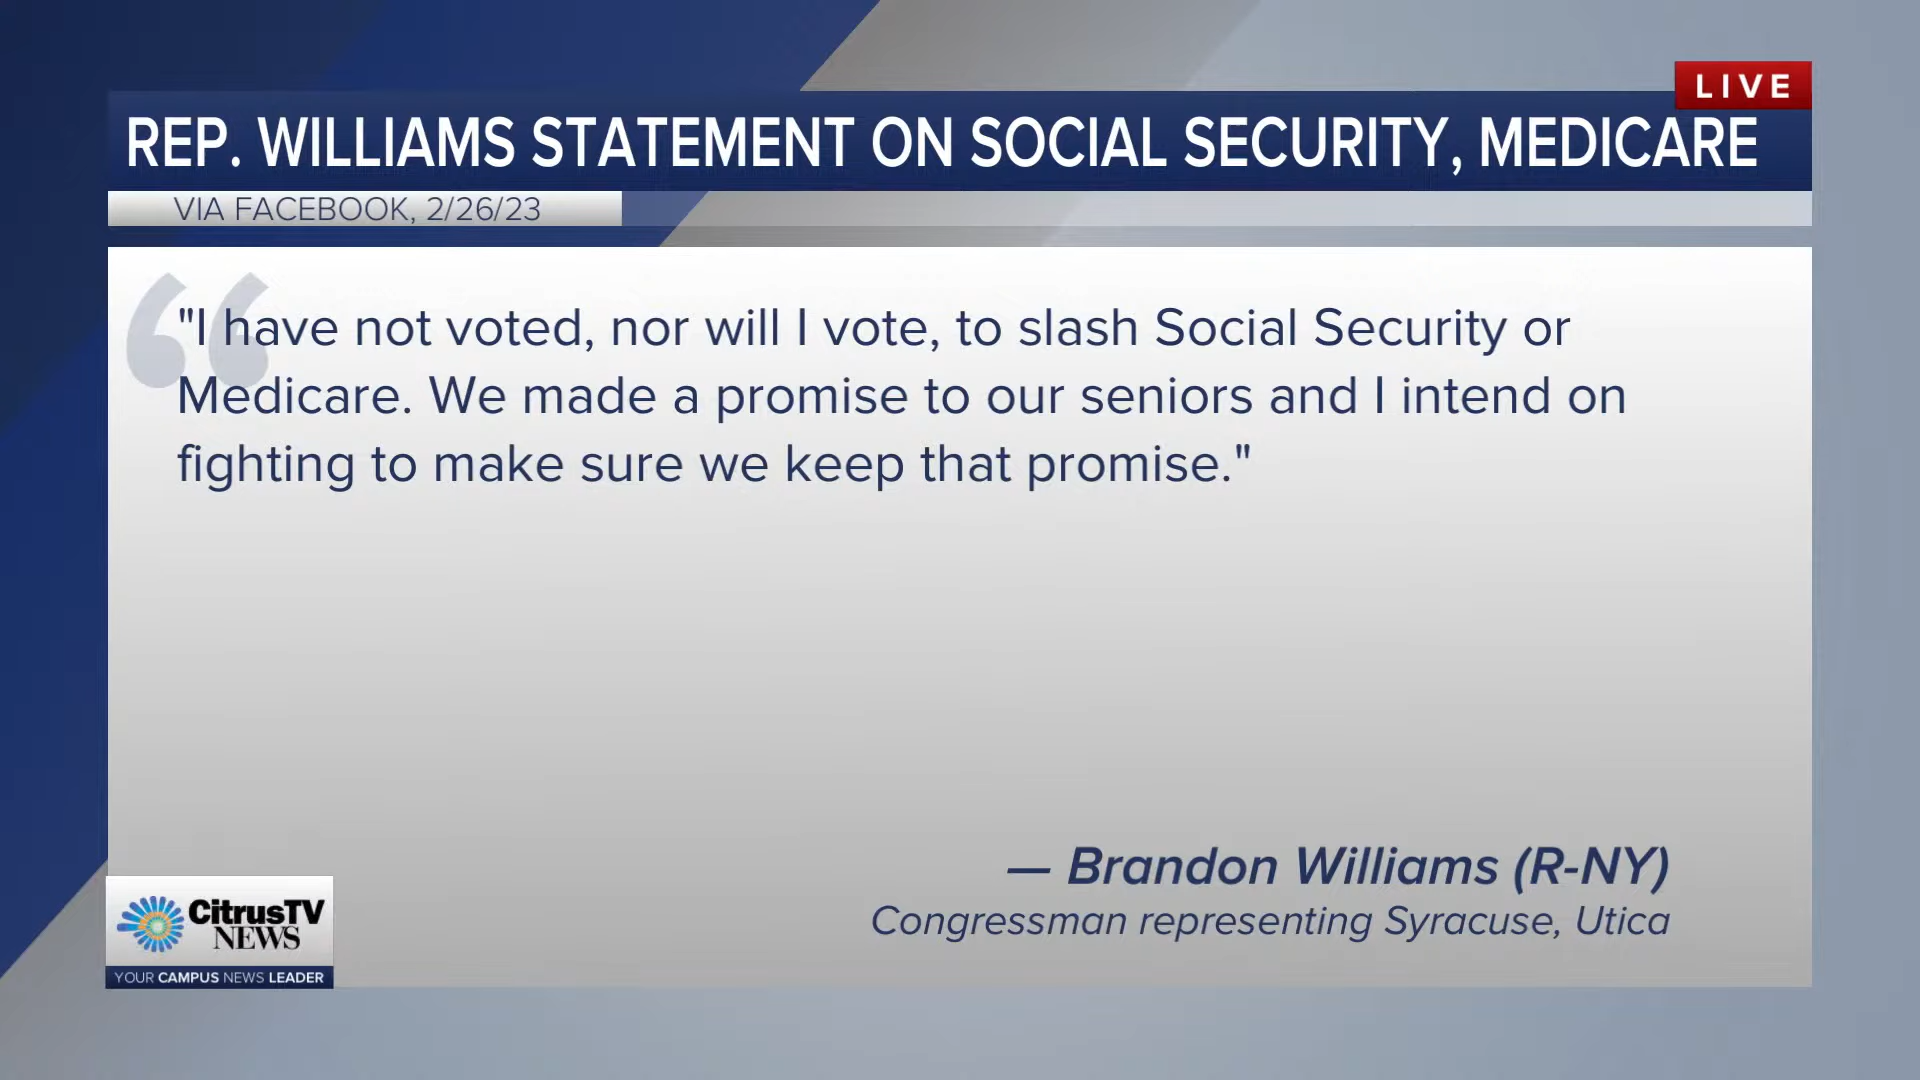 LIVE
REP. WILLIAMS STATEMENT ON SOCIAL SECURITY, MEDICARE
VIA FACEBOOK, 2/26/23
"I have not voted, nor will I vote, to slash Social Security or
Medicare. We made a promise to our seniors and I intend on
fighting to make sure we keep that promise."
— Brandon Williams (R-NY)
Congressman representing Syracuse, Utica
CitrusTV
NEWS
YOUR CAMPUS NEWS LEADER